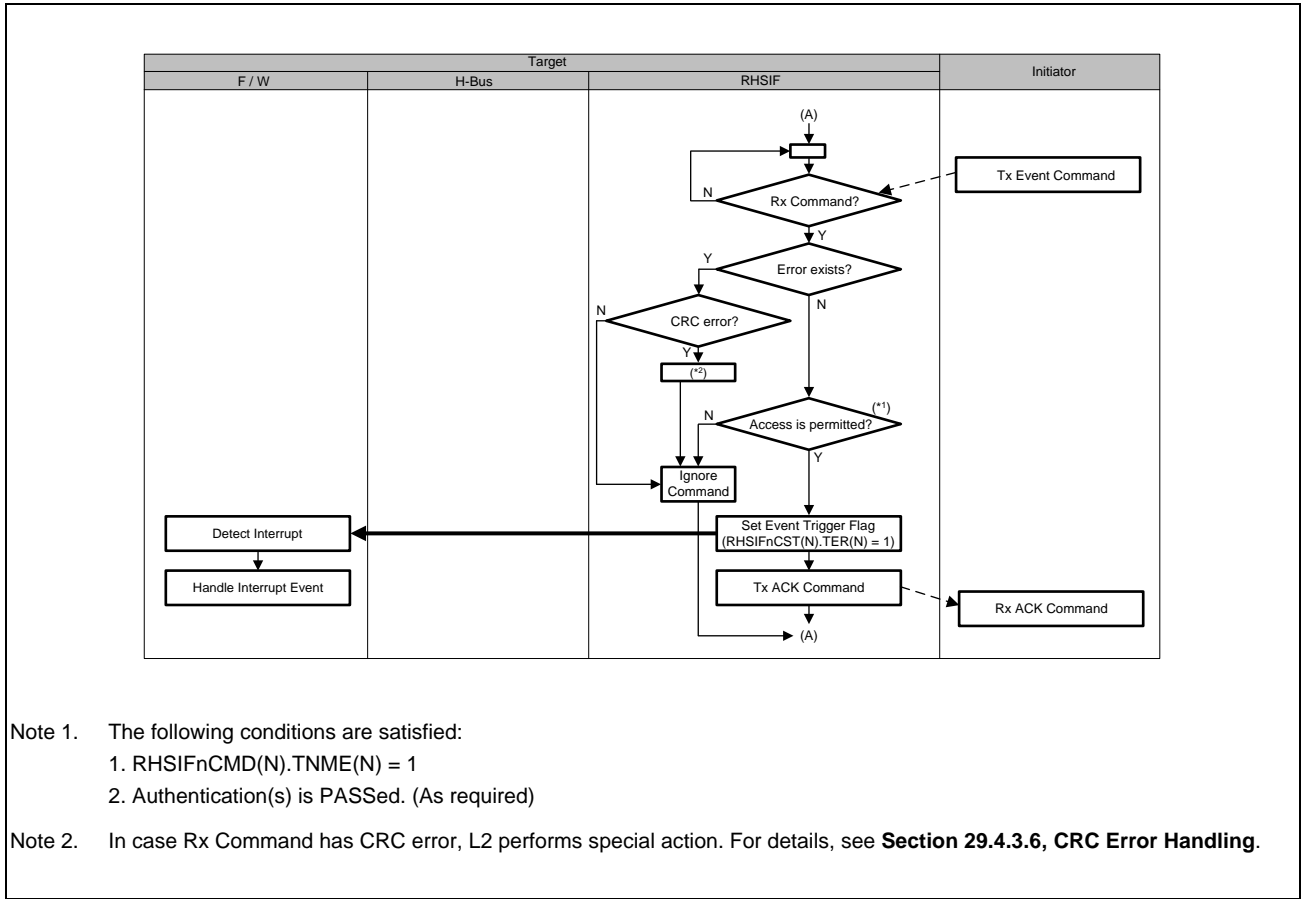 Target
Initiator
F / W
H-Bus
RHSIF
(A)
Tx Event Command
N
Rx Command?
Y
Y
Error exists?
N
N
CRC error?
Y
(*2)
(*1)
N
Access is permitted?
Y
Ignore
Command
Set Event Trigger Flag
(RHSIFnCST(N).TER(N) = 1)
Detect Interrupt
Handle Interrupt Event
Tx ACK Command
Rx ACK Command
(A)
Note 1. The following conditions are satisfied:
1. RHSIFnCMD(N).TNME(N) = 1
2. Authentication(s) is PASSed. (As required)
Note 2. In case Rx Command has CRC error, L2 performs special action. For details, see Section 29.4.3.6, CRC Error Handling.